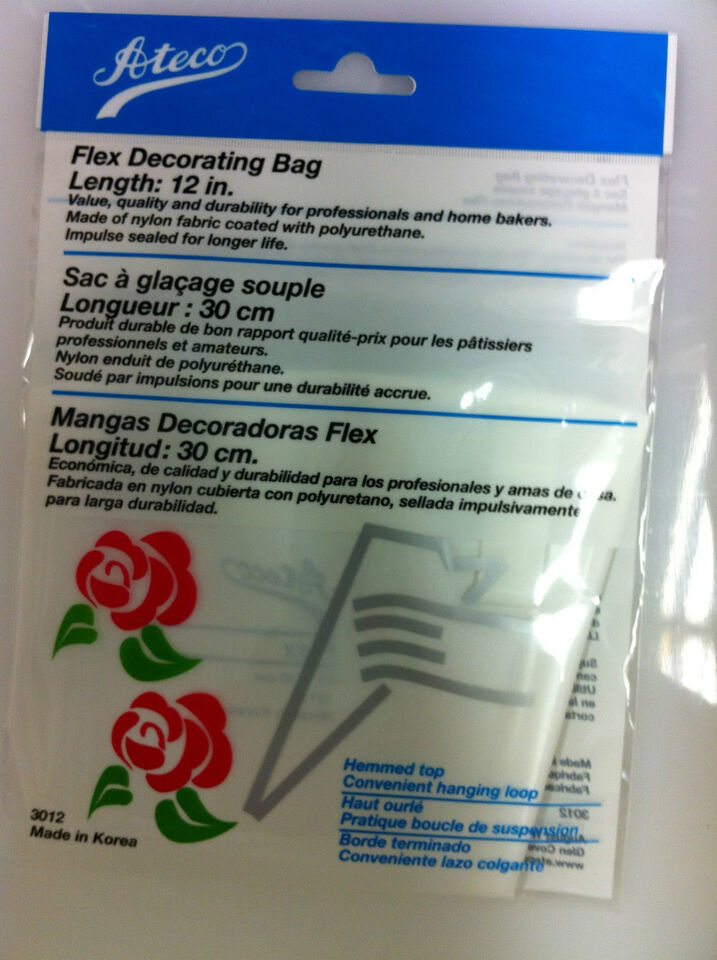 Ateco
Flex Decorating Bag
Length: 12 in.
Value, quality and durability for professionals and home bakers.
Made of nylon fabric coated with polyurethane.
Impulse sealed for longer life.
Sac à glaçage souple
Longueur : 30 cm
Produit durable de bon rapport qualité-prix pour les pâtissiers
professionnels et amateurs.
Nylon enduit de polyuréthane.
Soudé par impulsions pour une durabilité accrue.
Mangas Decoradoras Flex
Longitud: 30 cm.
Económica, de calidad y durabilidad para los profesionales y amas de casa.
Fabricada en nylon cubierta con polyuretano, sellada impulsivamente
para larga durabilidad.
Hemmed top
Convenient hanging loop
Haut ourlé
Pratique boucle de suspension
Borde terminado
Conveniente lazo colgante
3012
Made in Korea